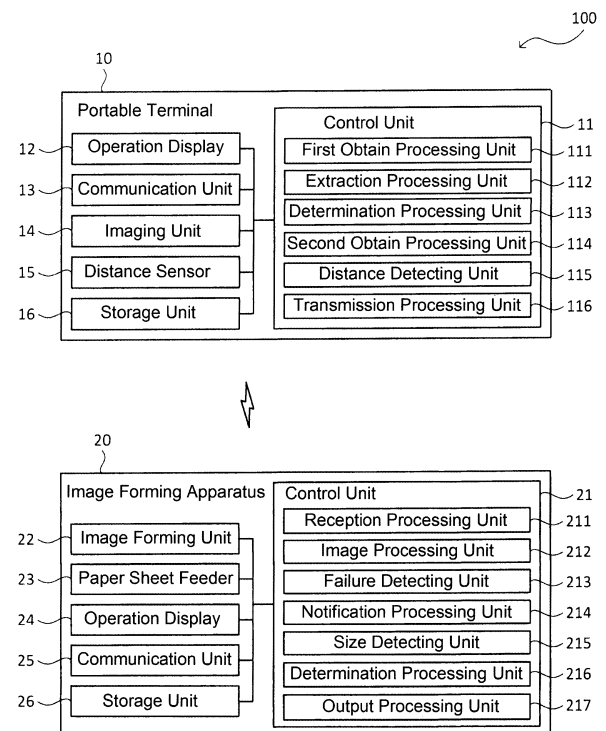 100
10
Portable Terminal
12 Operation Display
13 Communication Unit
14 Imaging Unit
15 Distance Sensor
16 Storage Unit
Control Unit 11
First Obtain Processing Unit 111
Extraction Processing Unit 112
Determination Processing Unit 113
Second Obtain Processing Unit 114
Distance Detecting Unit 115
Transmission Processing Unit 116
20
Image Forming Apparatus
22 Image Forming Unit
23 Paper Sheet Feeder
24 Operation Display
25 Communication Unit
26 Storage Unit
Control Unit 21
Reception Processing Unit 211
Image Processing Unit 212
Failure Detecting Unit 213
Notification Processing Unit 214
Size Detecting Unit 215
Determination Processing Unit 216
Output Processing Unit 217